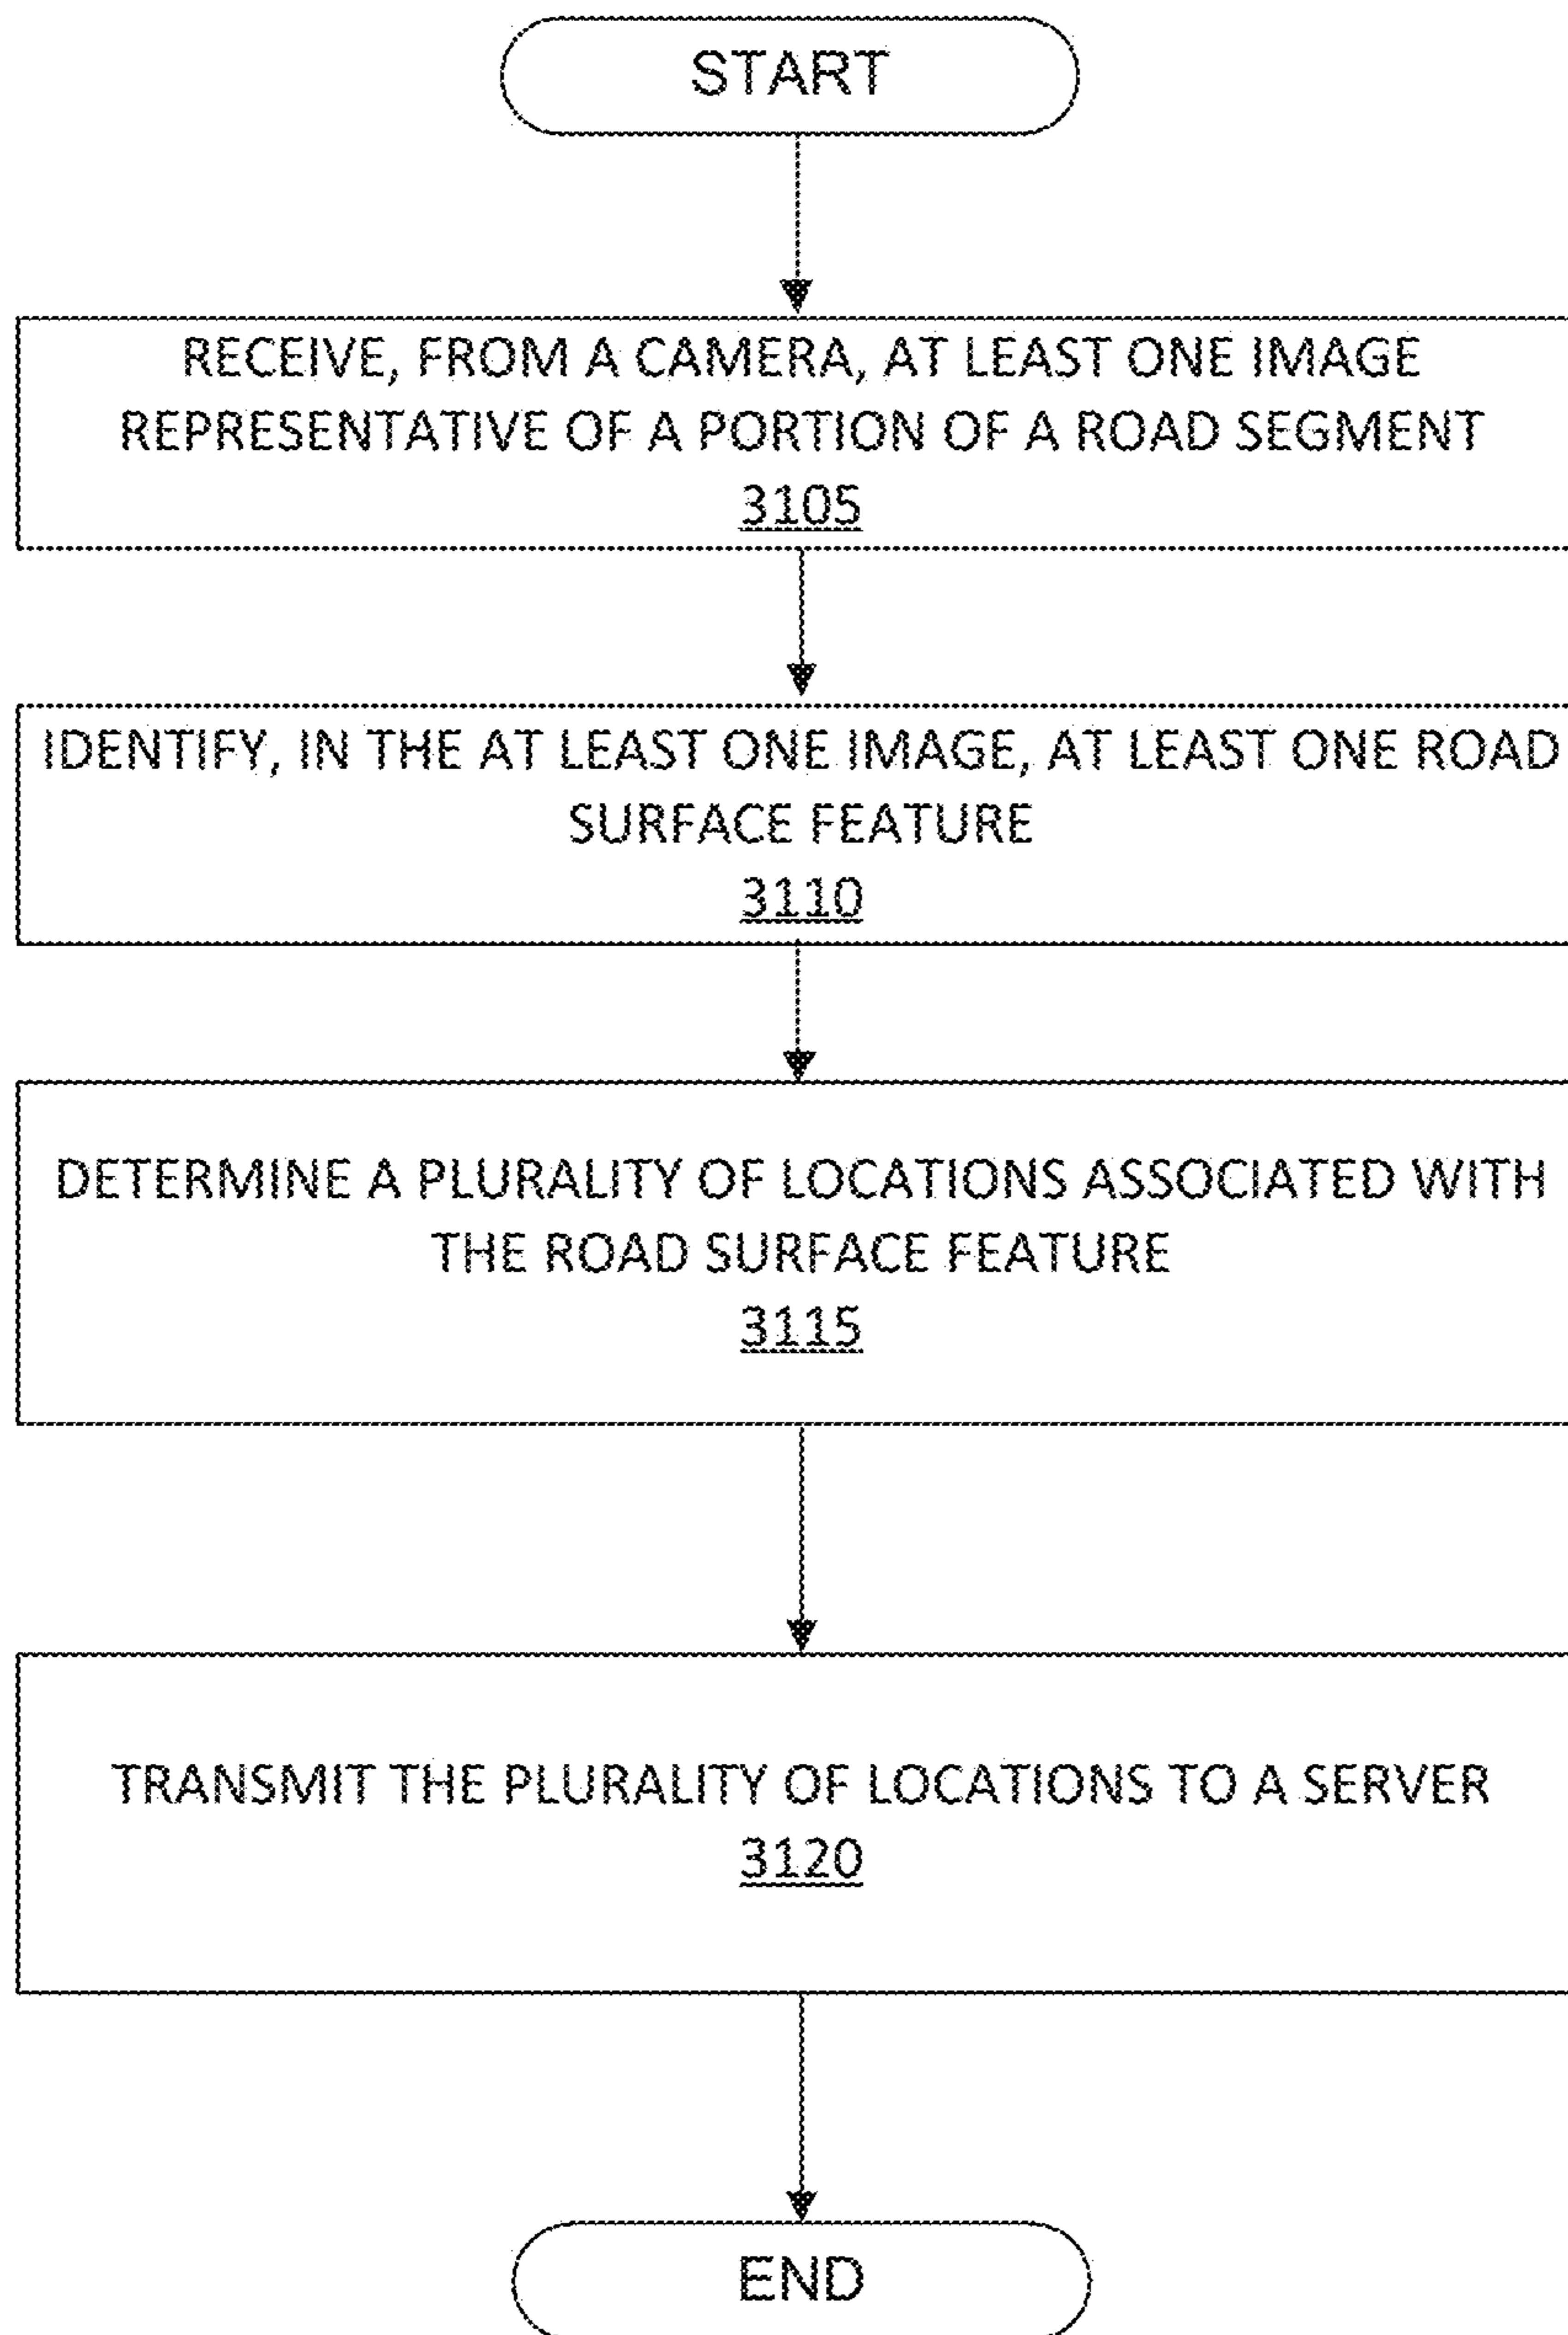 START
RECEIVE, FROM A CAMERA, AT LEAST ONE IMAGE
REPRESENTATIVE OF A PORTION OF A ROAD SEGMENT
3105
IDENTIFY, IN THE AT LEAST ONE IMAGE, AT LEAST ONE ROAD
SURFACE FEATURE
3110
DETERMINE A PLURALITY OF LOCATIONS ASSOCIATED WITH
THE ROAD SURFACE FEATURE
3115
TRANSMIT THE PLURALITY OF LOCATIONS TO A SERVER
3120
END